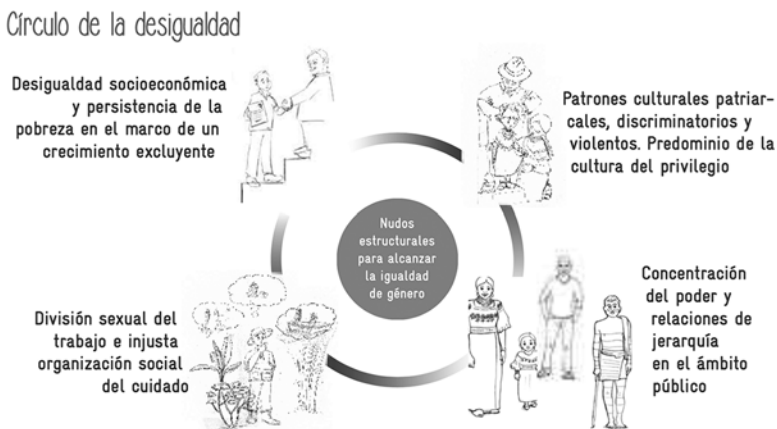 Círculo de la desigualdad
Desigualdad socioeconómica
y persistencia de la
pobreza en el marco de un
crecimiento excluyente
Patrones culturales patriar-
cales, discriminatorios y
violentos. Predominio de la
cultura del privilegio
Nudos
estructurales
para alcanzar
la igualdad
de género
División sexual del
trabajo e injusta
organización social
del cuidado
Concentración
del poder y
relaciones de
jerarquía
en el ámbito
público